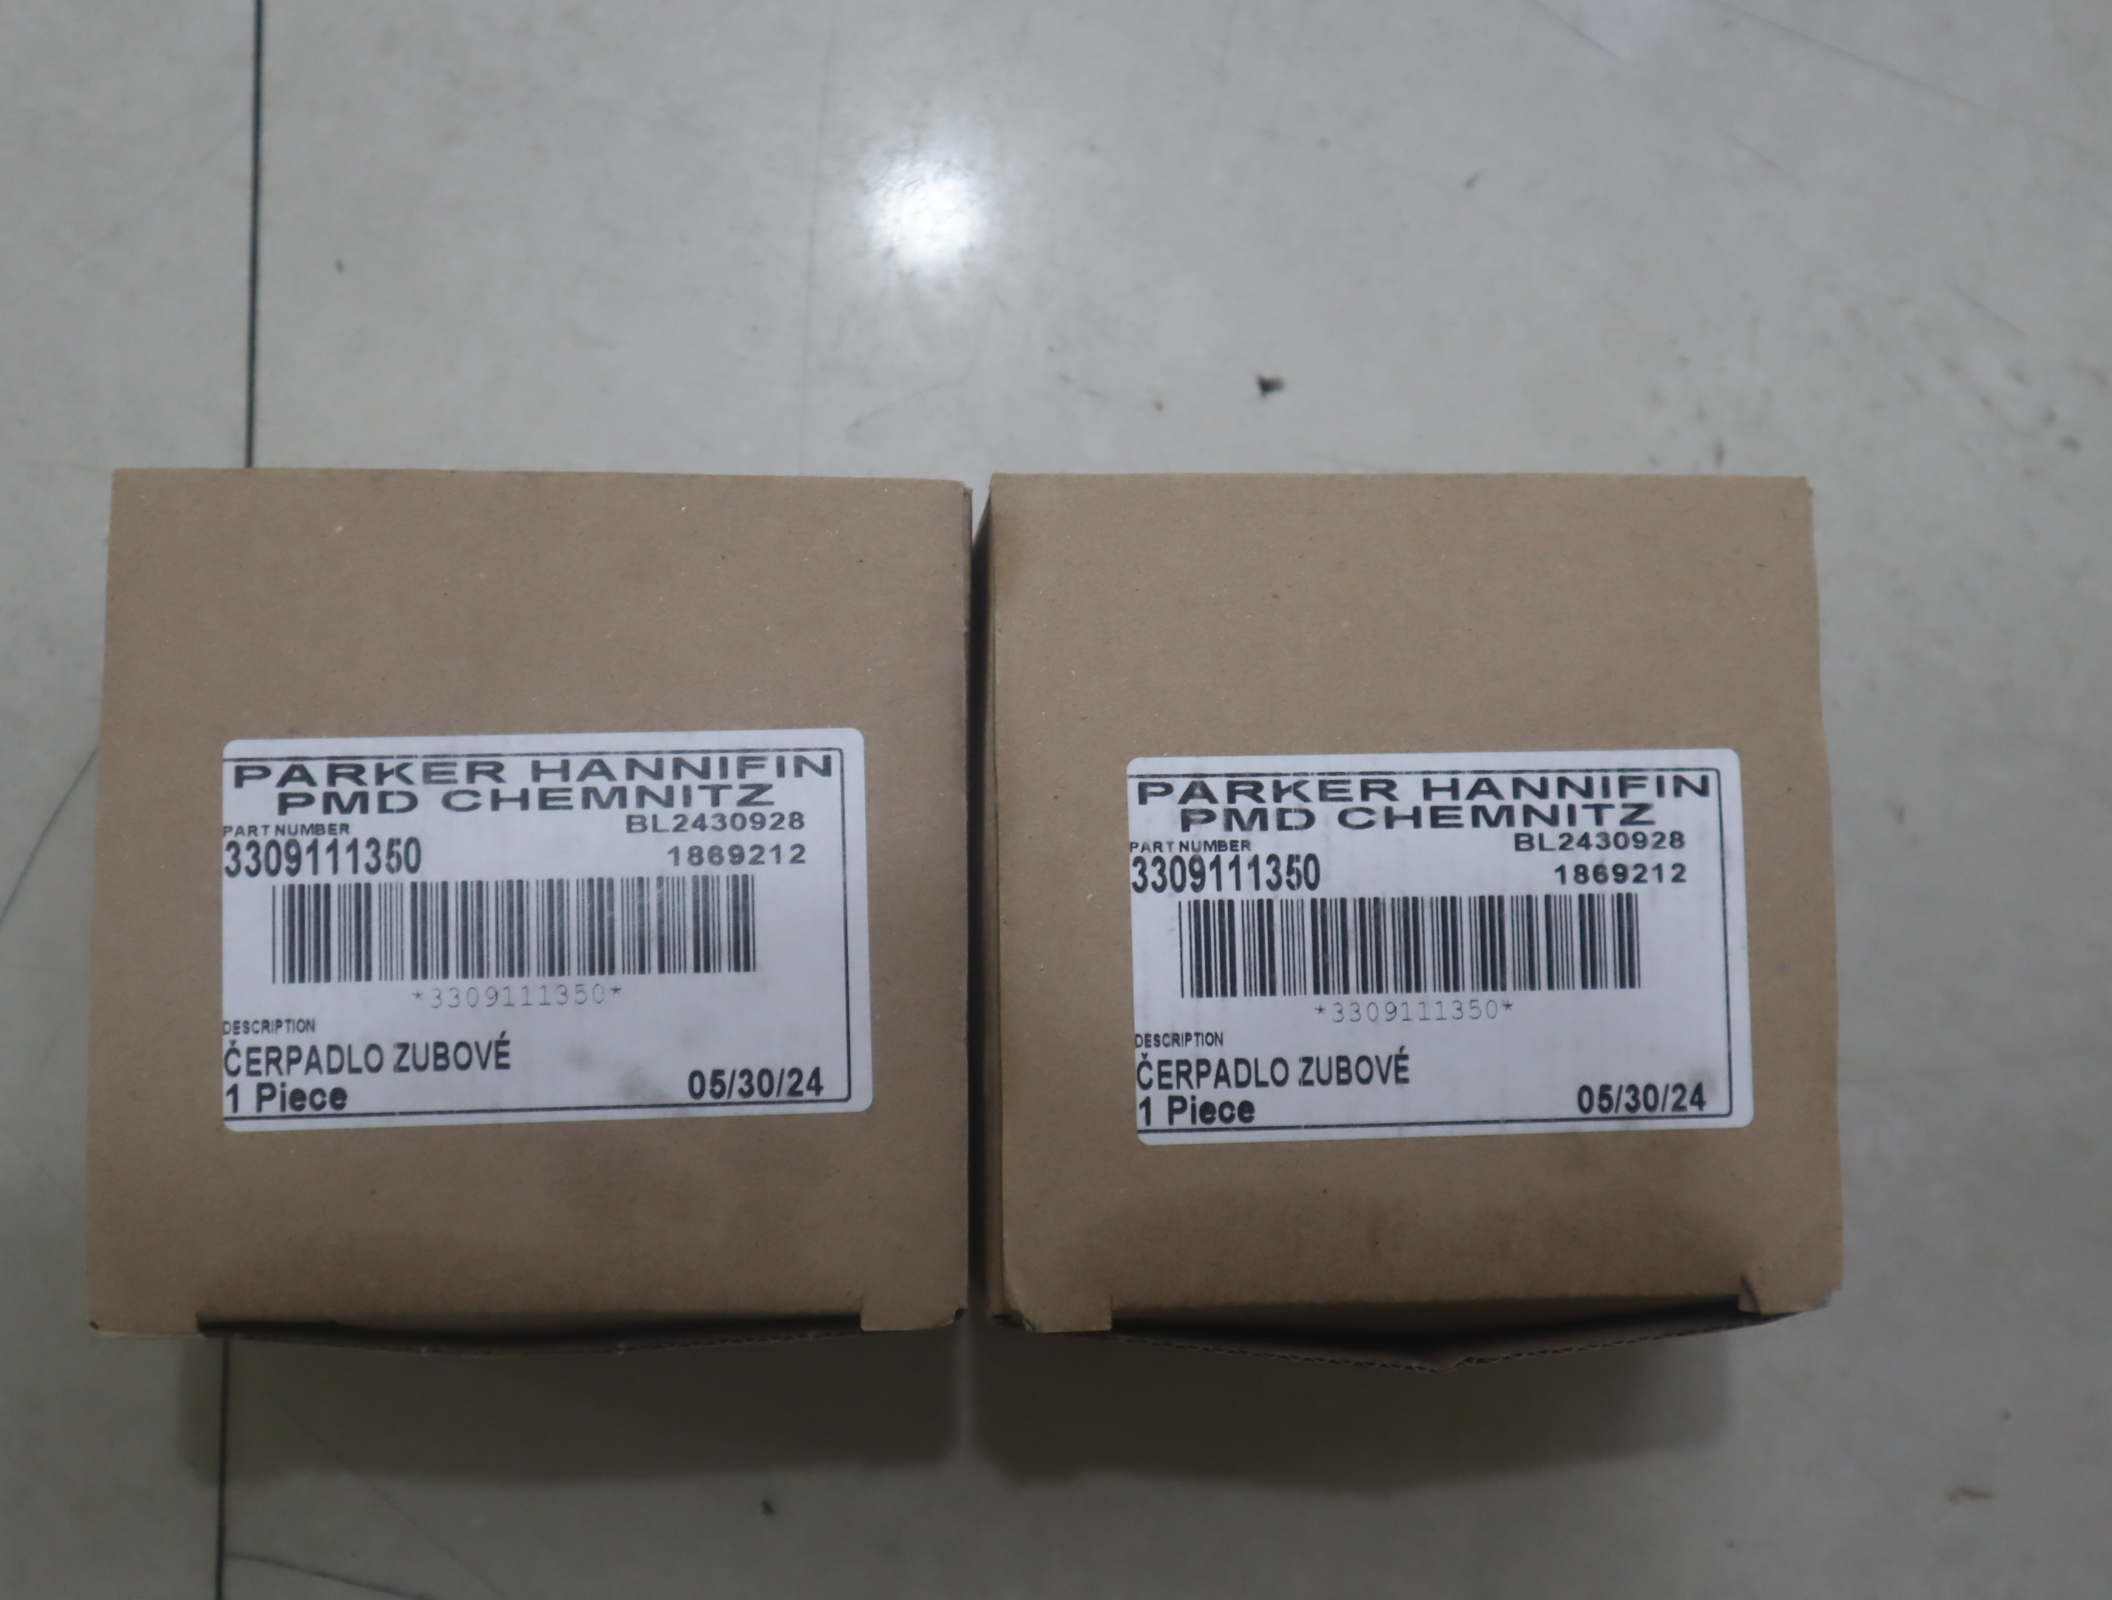 PARKER HANNIFIN
PMD CHEMNITZ
BL2430928
PART NUMBER
3309111350
1869212
*3309111350*
DESCRIPTION
ČERPADLO ZUBOVÉ
1 Piece
05/30/24
PARKER HANNIFIN
PMD CHEMNITZ
BL2430928
PART NUMBER
3309111350
1869212
*3309111350*
DESCRIPTION
ČERPADLO ZUBOVÉ
1 Piece
05/30/24